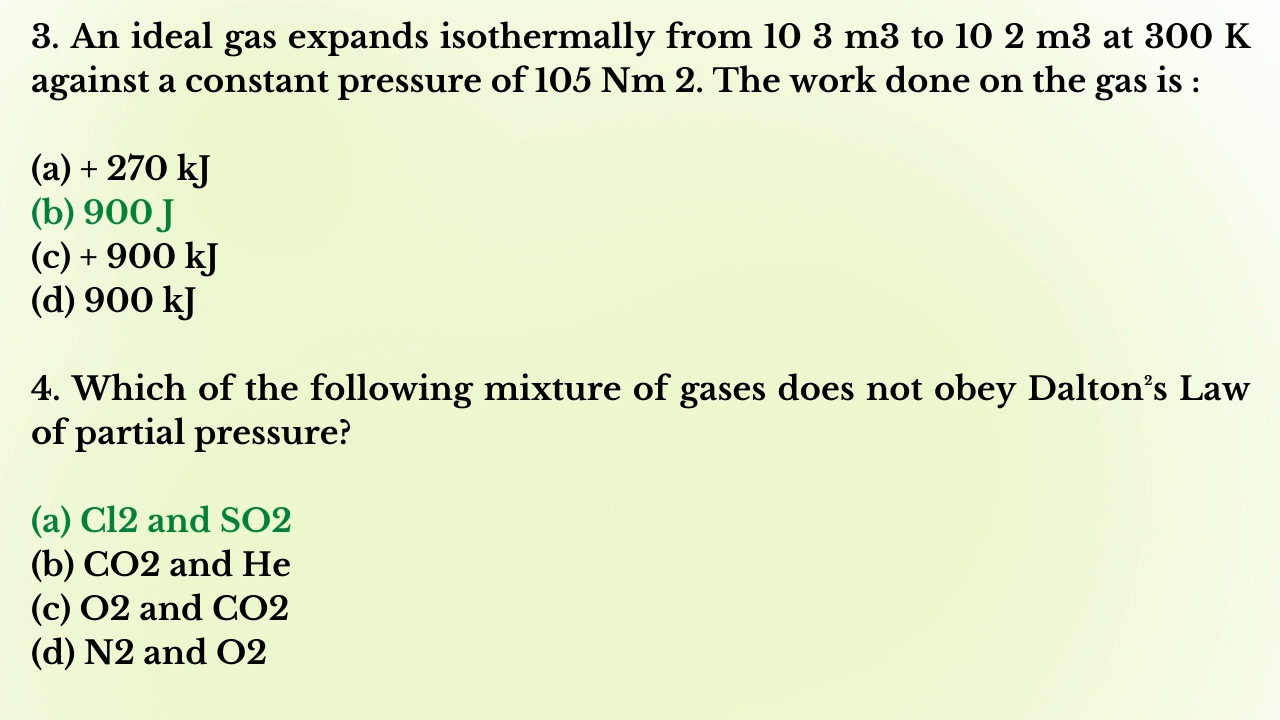 3. An ideal gas expands isothermally from 10 3 m3 to 10 2 m3 at 300 K
against a constant pressure of 105 Nm 2. The work done on the gas is :
(a) + 270 kJ
(b) 900 J
(c) + 900 kJ
(d) 900 kJ
4. Which of the following mixture of gases does not obey Dalton²s Law
of partial pressure?
(a) Cl2 and SO2
(b) CO2 and He
(c) O2 and CO2
(d) N2 and O2